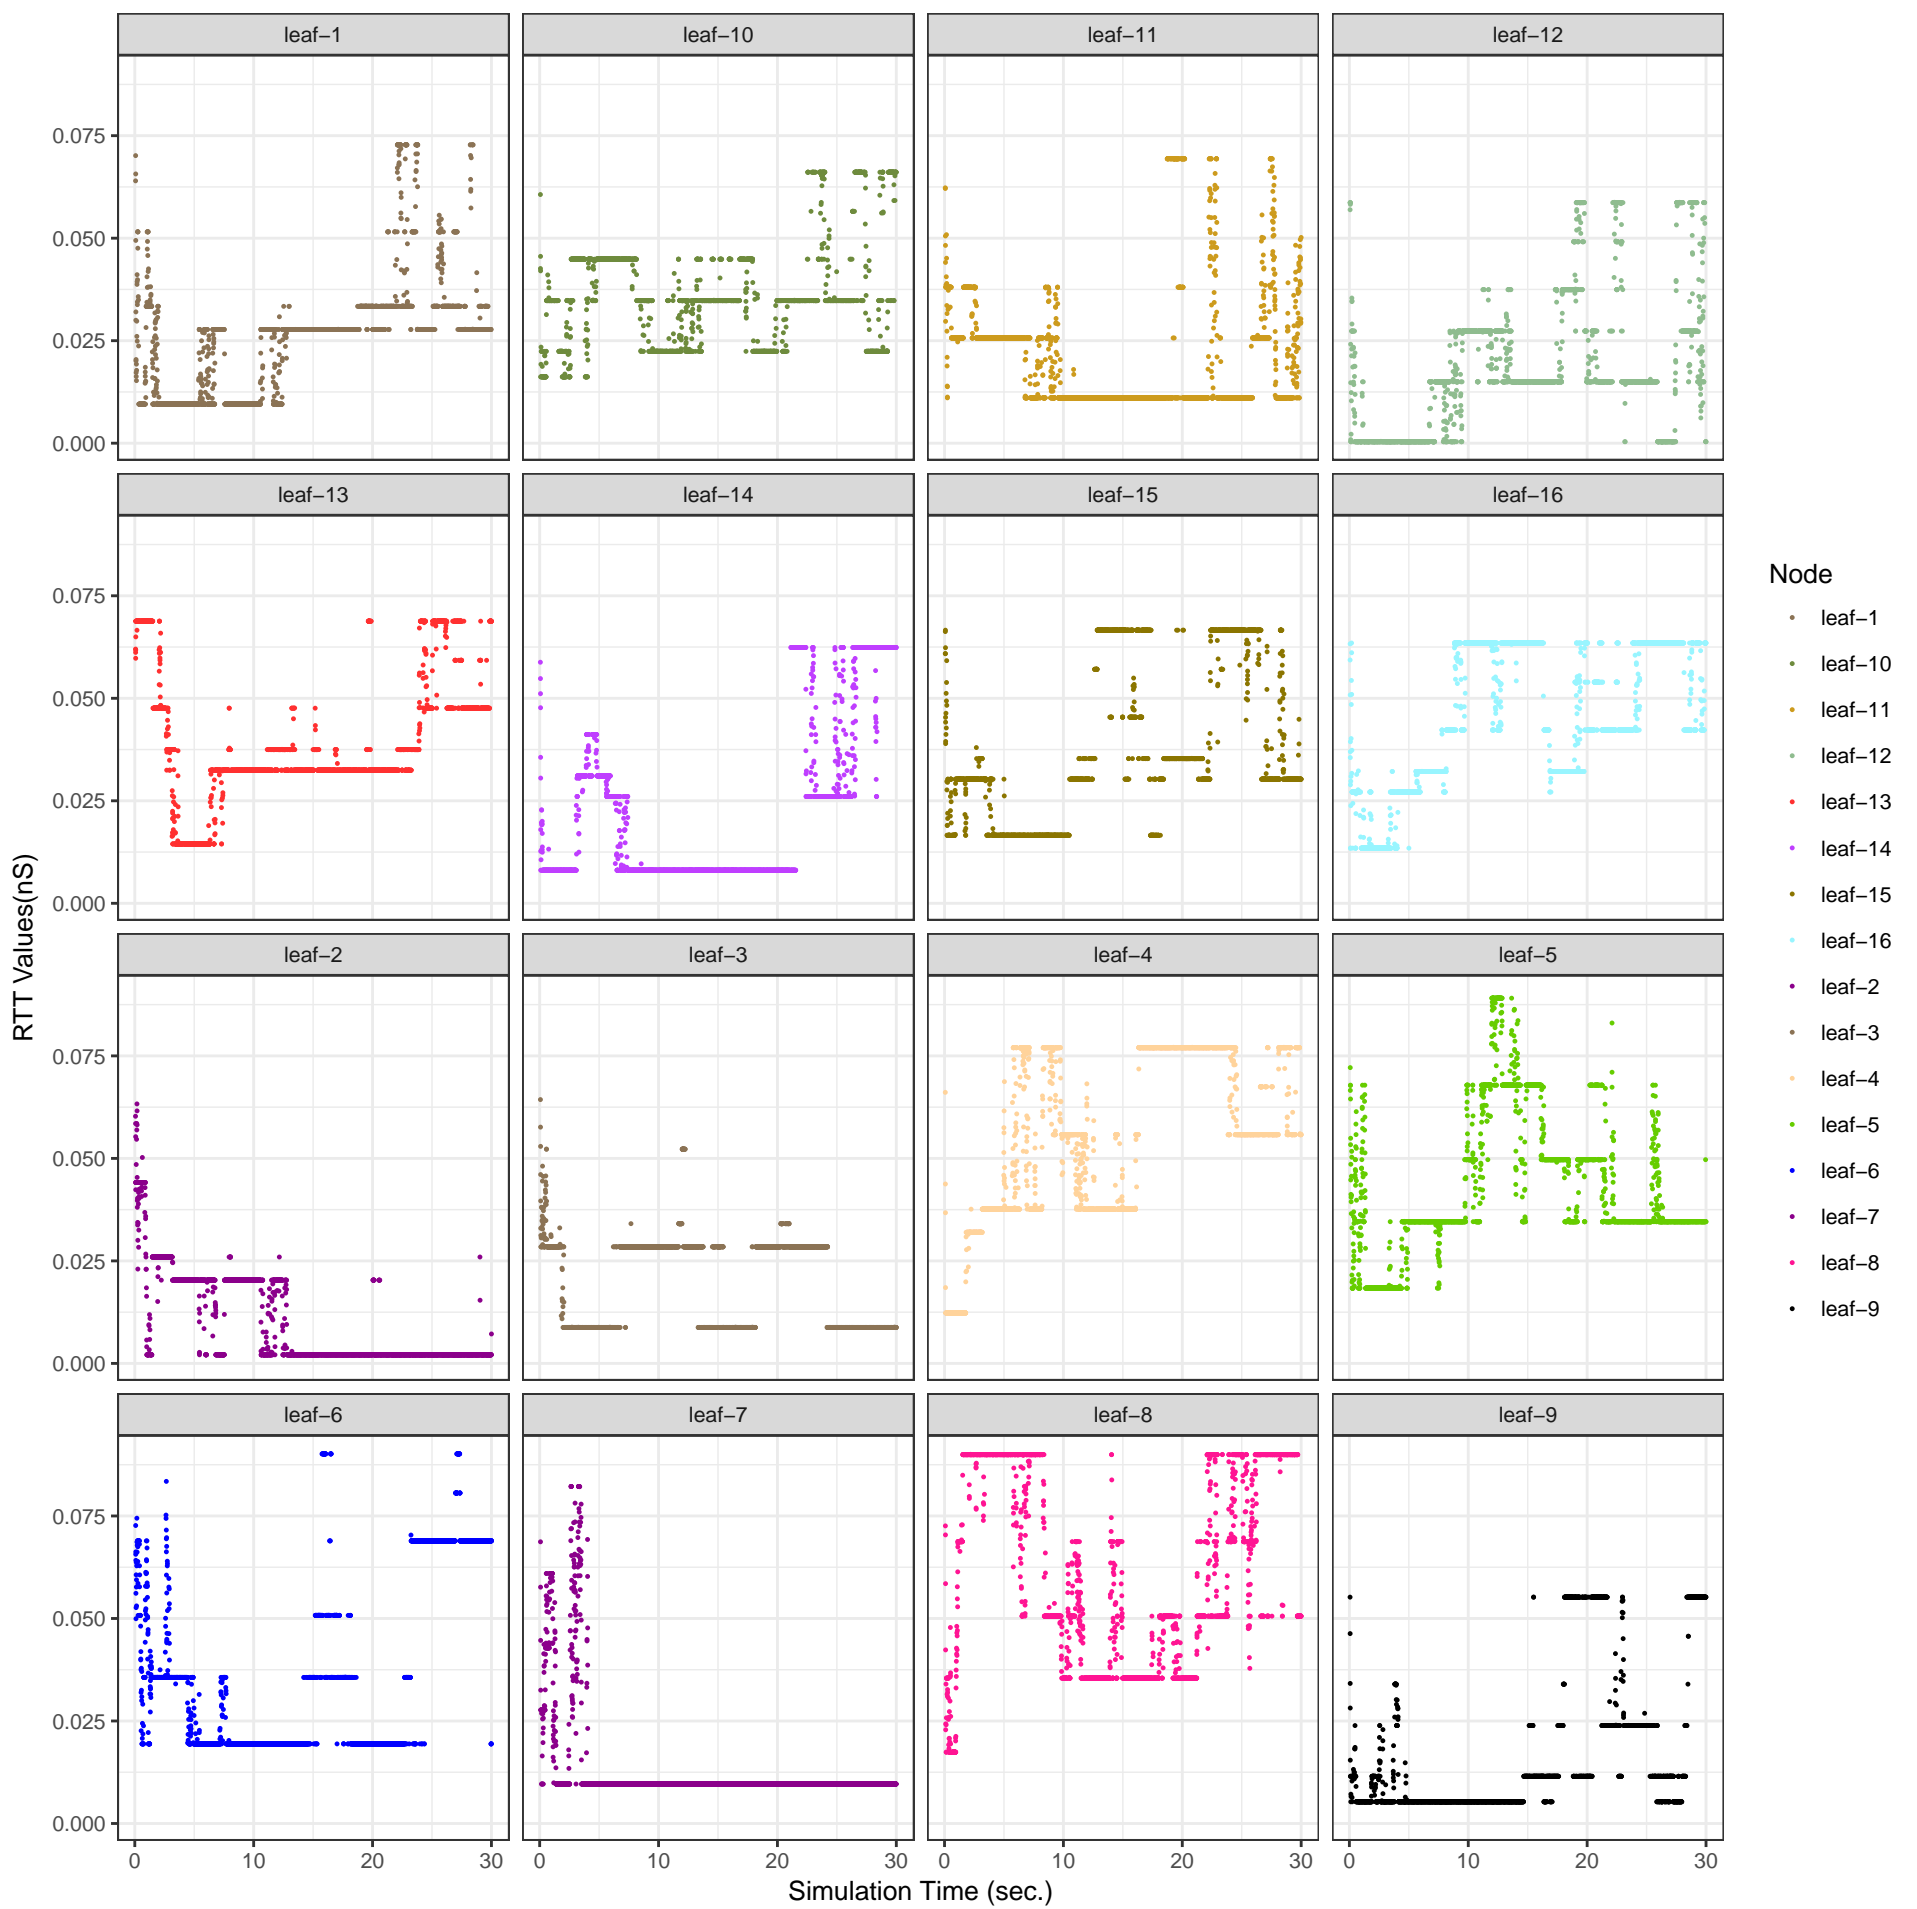 leaf−1
leaf−10
leaf−11
leaf−12
0.075
0.050
0.025
0.000
leaf−13
leaf−14
leaf−15
leaf−16
0.075
0.050
0.025
0.000
leaf−2
leaf−3
leaf−4
leaf−5
0.075
0.050
0.025
0.000
leaf−6
leaf−7
leaf−8
leaf−9
0.075
0.050
0.025
0.000
0 10 20 30
0 10 20 30
0 10 20 30
0 10 20 30
Simulation Time (sec.)
RTT Values(nS)
Node
leaf−1
leaf−10
leaf−11
leaf−12
leaf−13
leaf−14
leaf−15
leaf−16
leaf−2
leaf−3
leaf−4
leaf−5
leaf−6
leaf−7
leaf−8
leaf−9